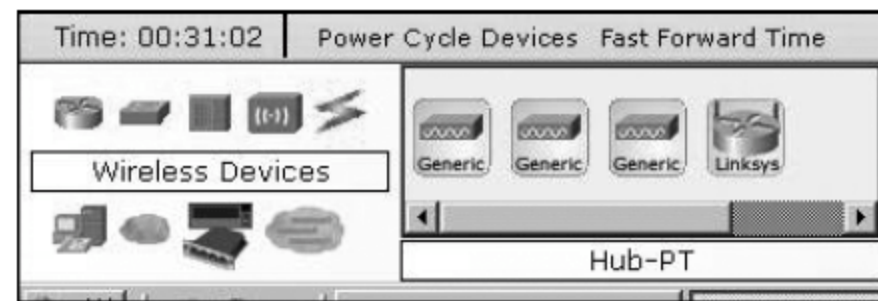 Time: 00:31:02 Power Cycle Devices Fast Forward Time
Wireless Devices
Generic Generic Generic Linksys
Hub-PT